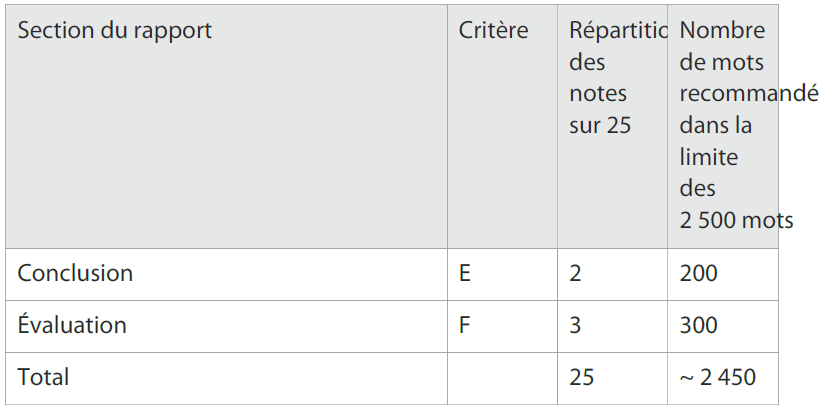 Section du rapport
Critère
Répartitic
des
notes
sur 25
Nombre
de mots
recommandé
dans la
limite
des
2 500 mots
Conclusion E 2 200
Évaluation F 3 300
Total 25 ~ 2 450